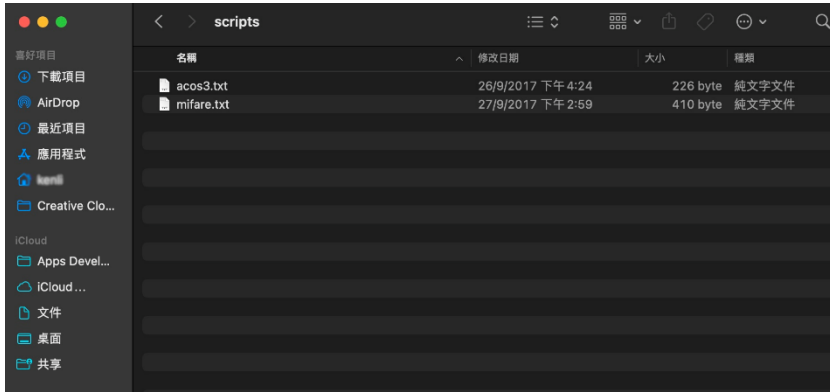 scripts
喜好項目
下載項目
AirDrop
最近項目
應用程式
Creative Clo...
iCloud
Apps Devel...
iCloud ...
文件
桌面
共享
名稱 修改日期 大小 種類
acos3.txt 26/9/2017 下午 4:24 226 byte 純文字文件
mifare.txt 27/9/2017 下午 2:59 410 byte 純文字文件